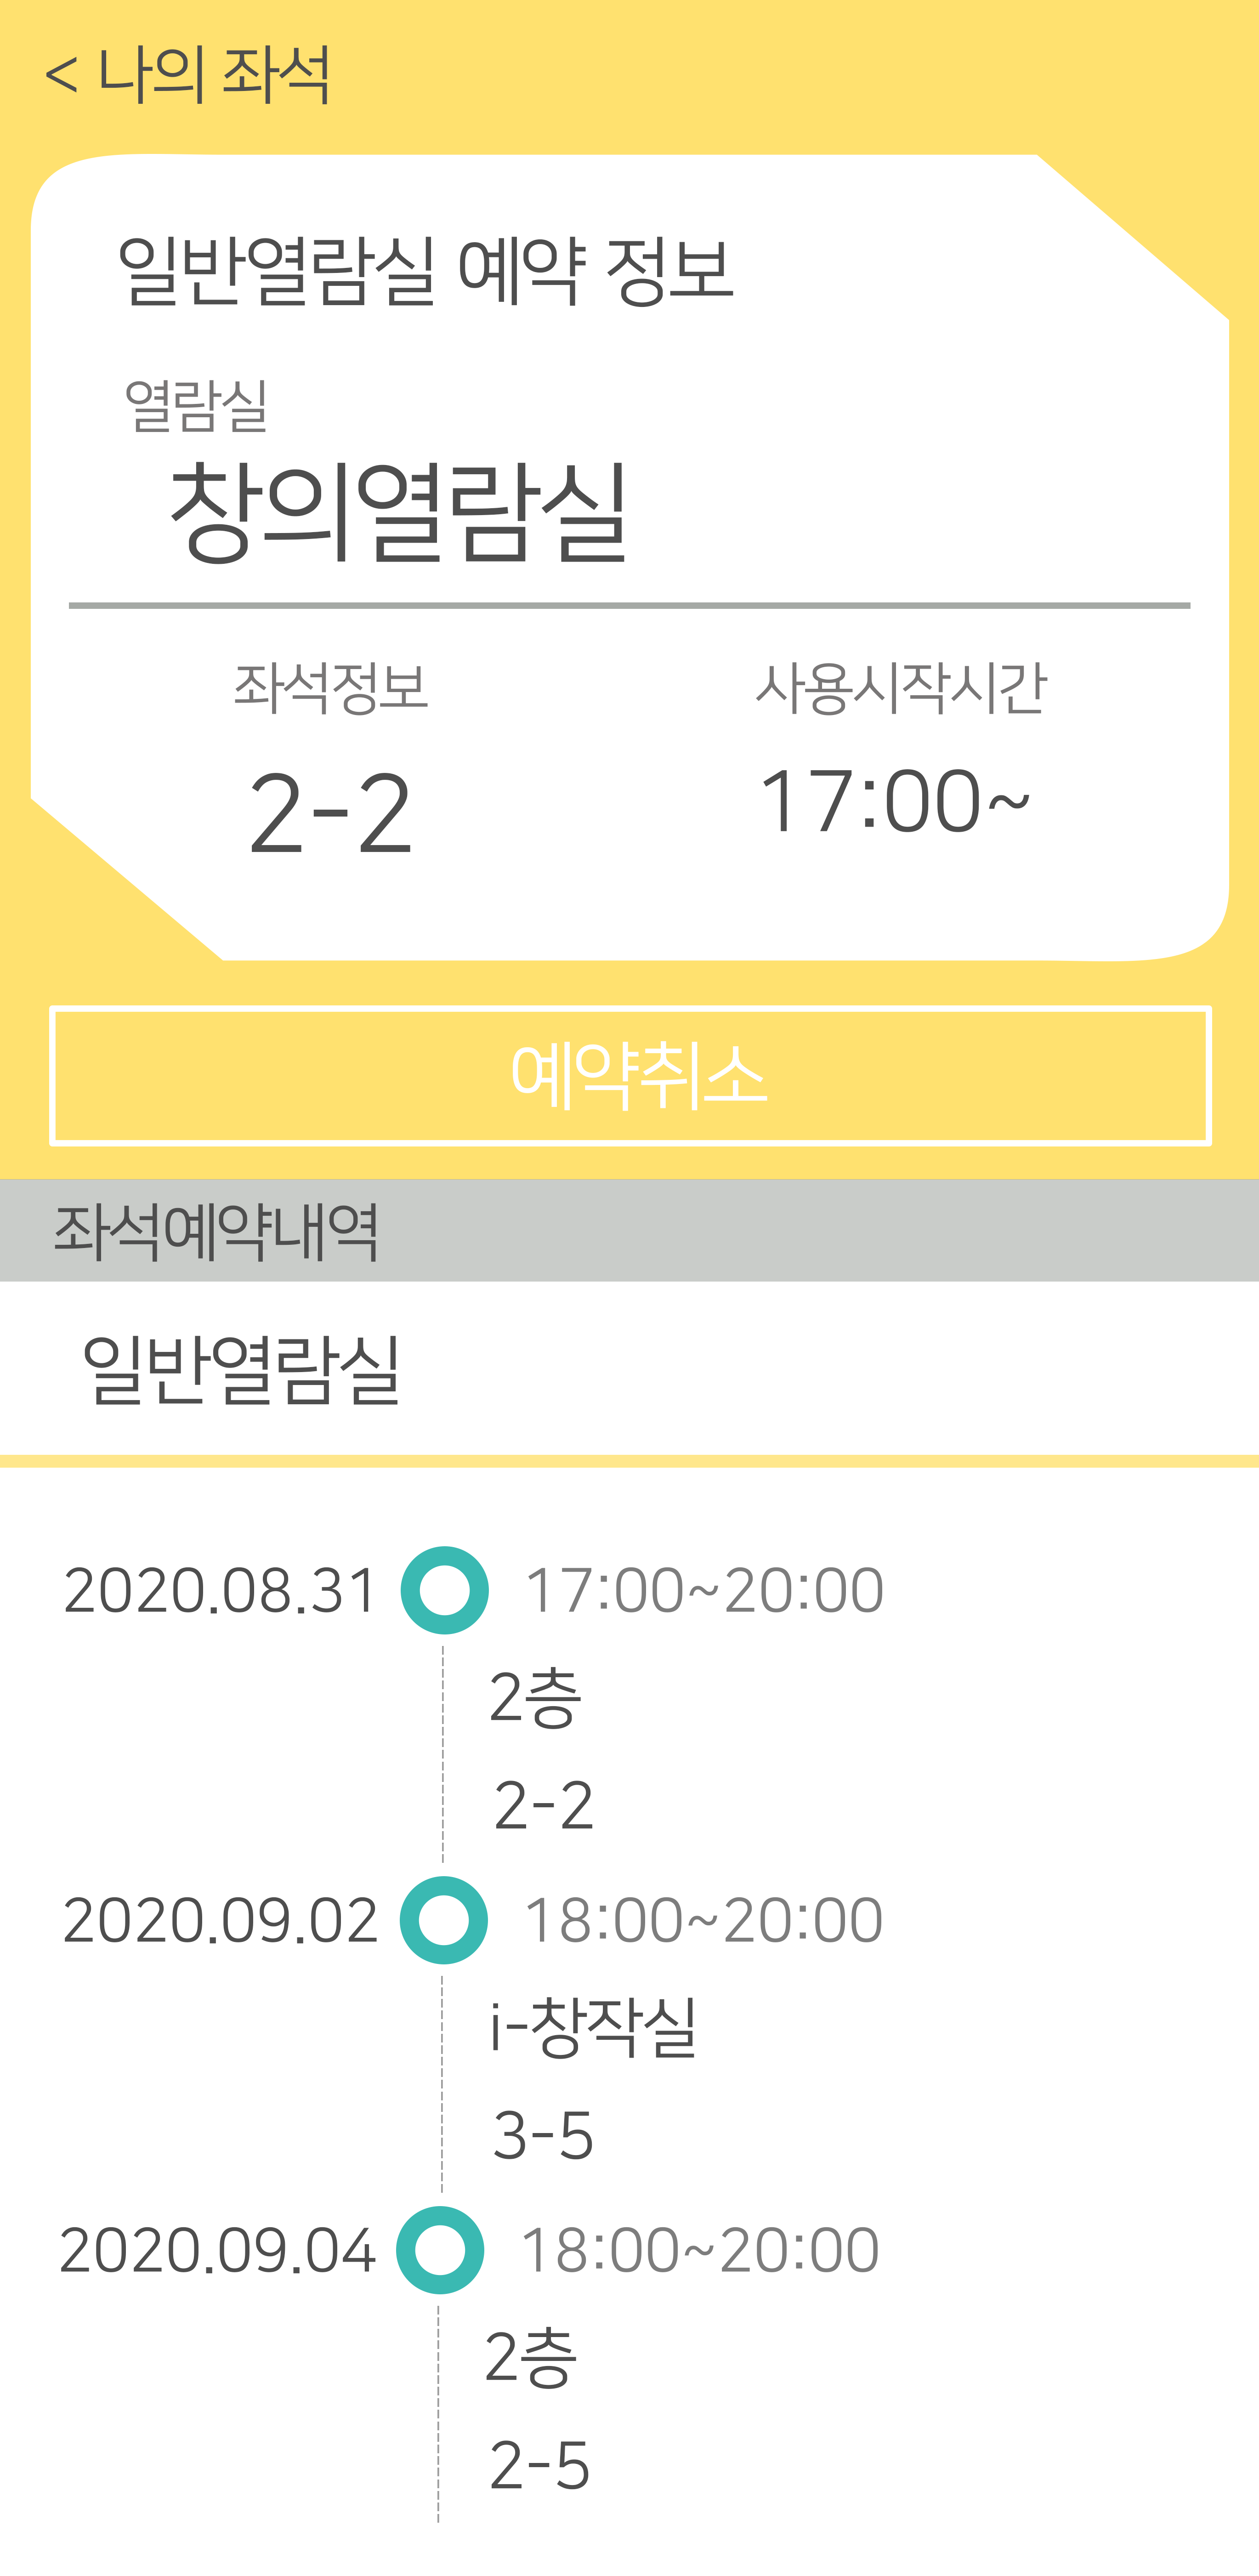 < 나의 좌석
일반열람실 예약 정보
열람실
창의열람실
좌석정보 사용시작시간
2-2 17:00~
예약취소
좌석예약내역
일반열람실
2020.08.31 17:00~20:00
2층
2-2
2020.09.02 18:00~20:00
i-창작실
3-5
2020.09.04 18:00~20:00
2층
2-5